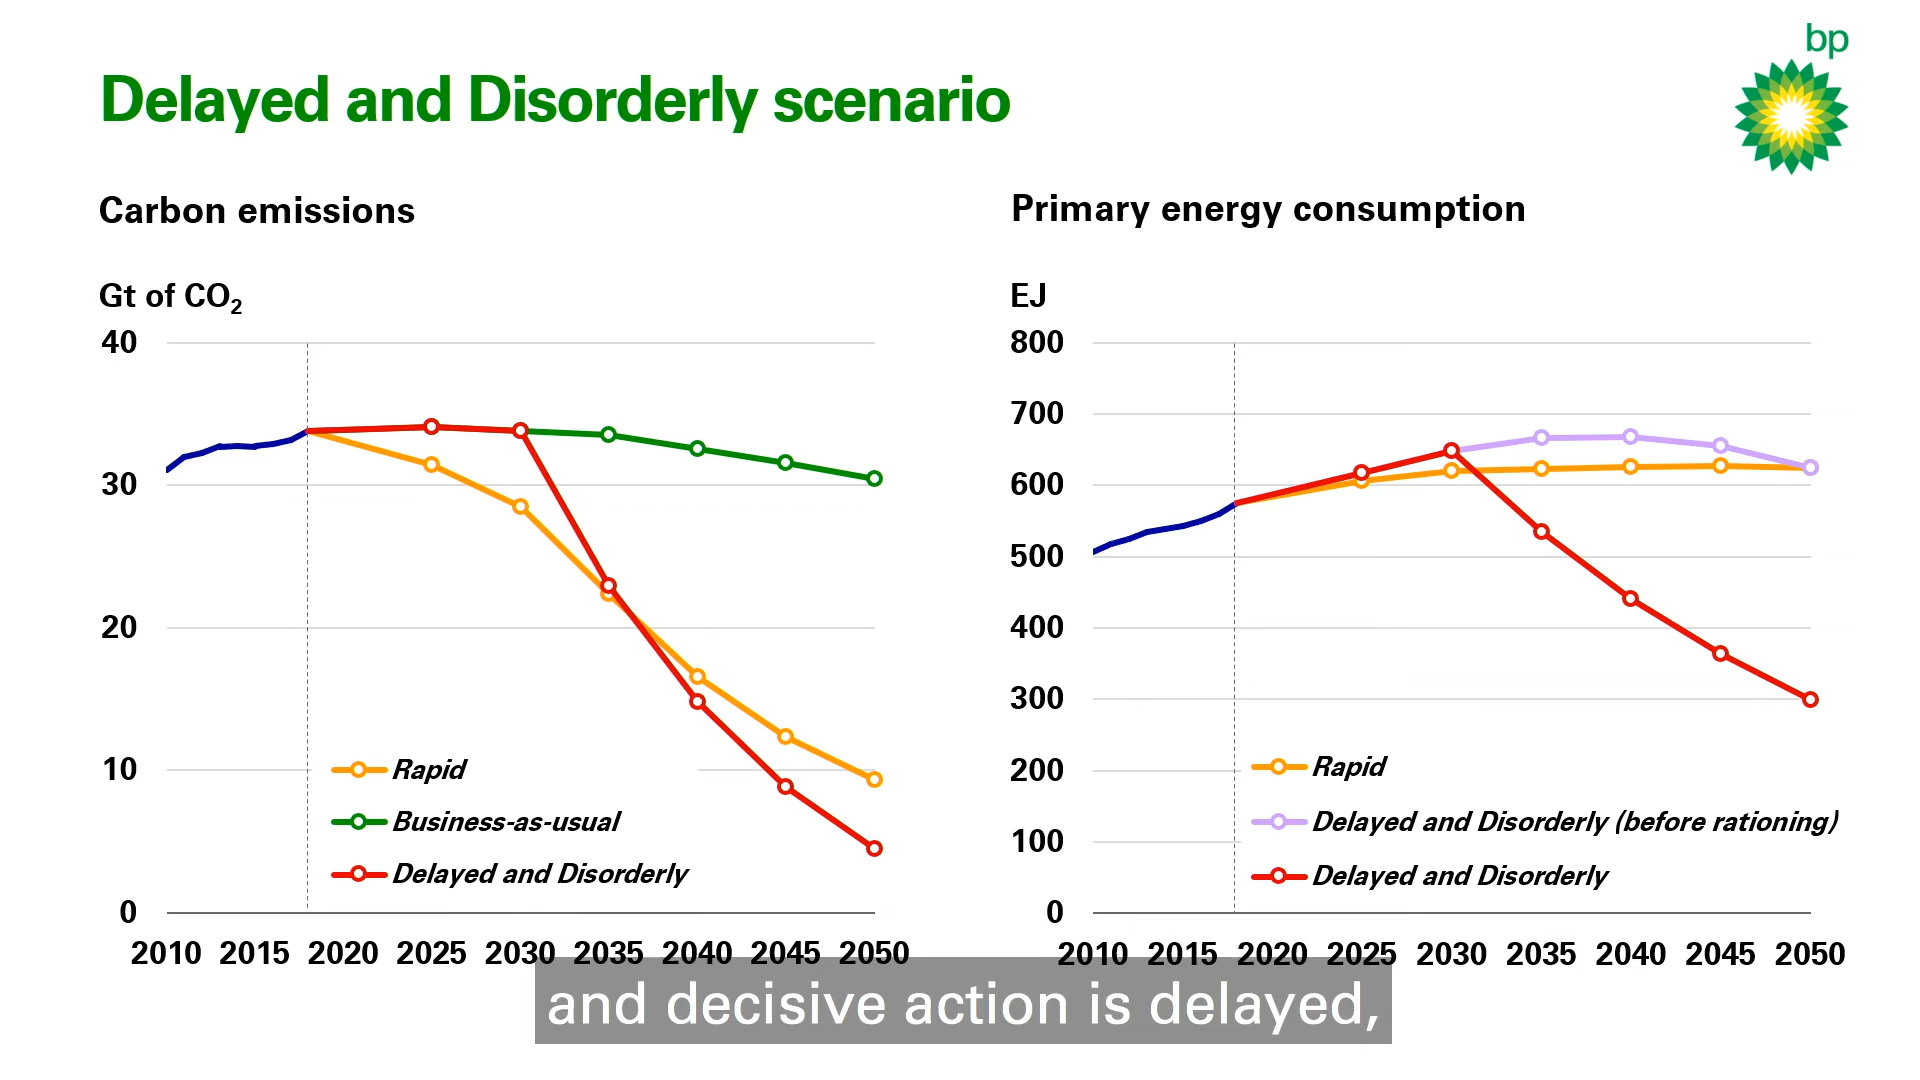 bp
Delayed and Disorderly scenario
Carbon emissions
Gt of CO₂
40
30
20
10
0
Rapid
Business-as-usual
Delayed and Disorderly
2010 2015 2020 2025 2030 2035 2040 2045 2050
Primary energy consumption
EJ
800
700
600
500
400
300
200
100
0
Rapid
Delayed and Disorderly (before rationing)
Delayed and Disorderly
2010 2015 2020 2025 2030 2035 2040 2045 2050
and decisive action is delayed,